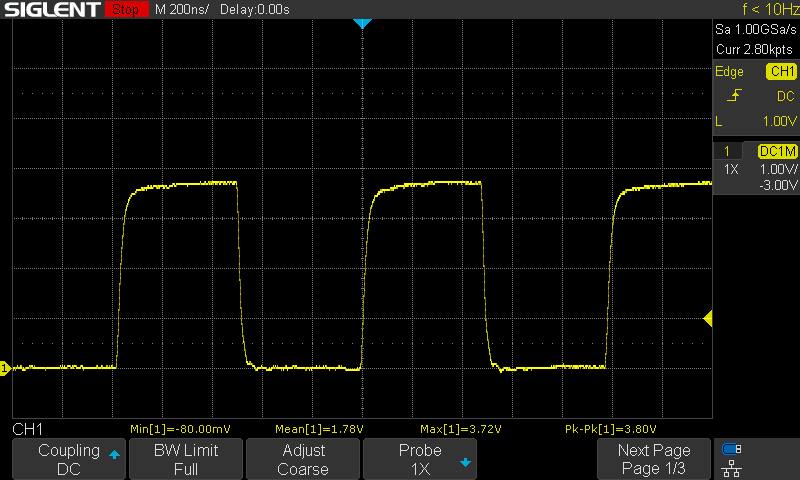 SIGLENT Stop M 200ns/ Delay:0.00s f < 10Hz
Sa 1.00GSa/s
Curr 2.80kpts
Edge CH1
DC
L 1.00V
1 DC1M
1X 1.00V/
-3.00V
1
CH1 Min[1]=-80.00mV Mean[1]=1.78V Max[1]=3.72V Pk-Pk[1]=3.80V
Coupling BW Limit Adjust Probe Next Page
DC Full Coarse 1X Page 1/3